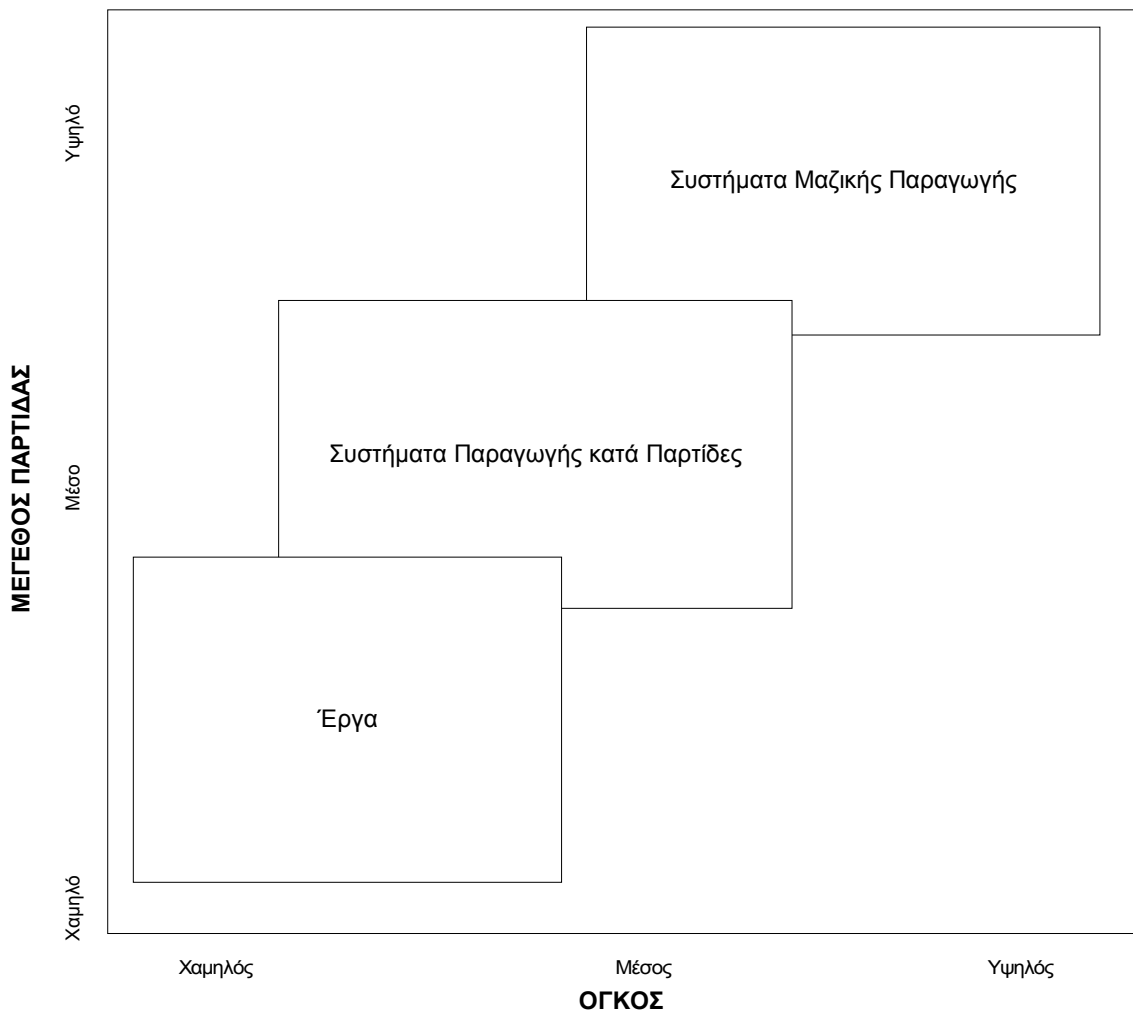 Υψηλό
Συστήματα Μαζικής Παραγωγής
ΜΕΓΕΘΟΣ ΠΑΡΤΙΔΑΣ
Μέσο
Συστήματα Παραγωγής κατά Παρτίδες
Έργα
Χαμηλό
Χαμηλός
Μέσος
Υψηλός
ΟΓΚΟΣ